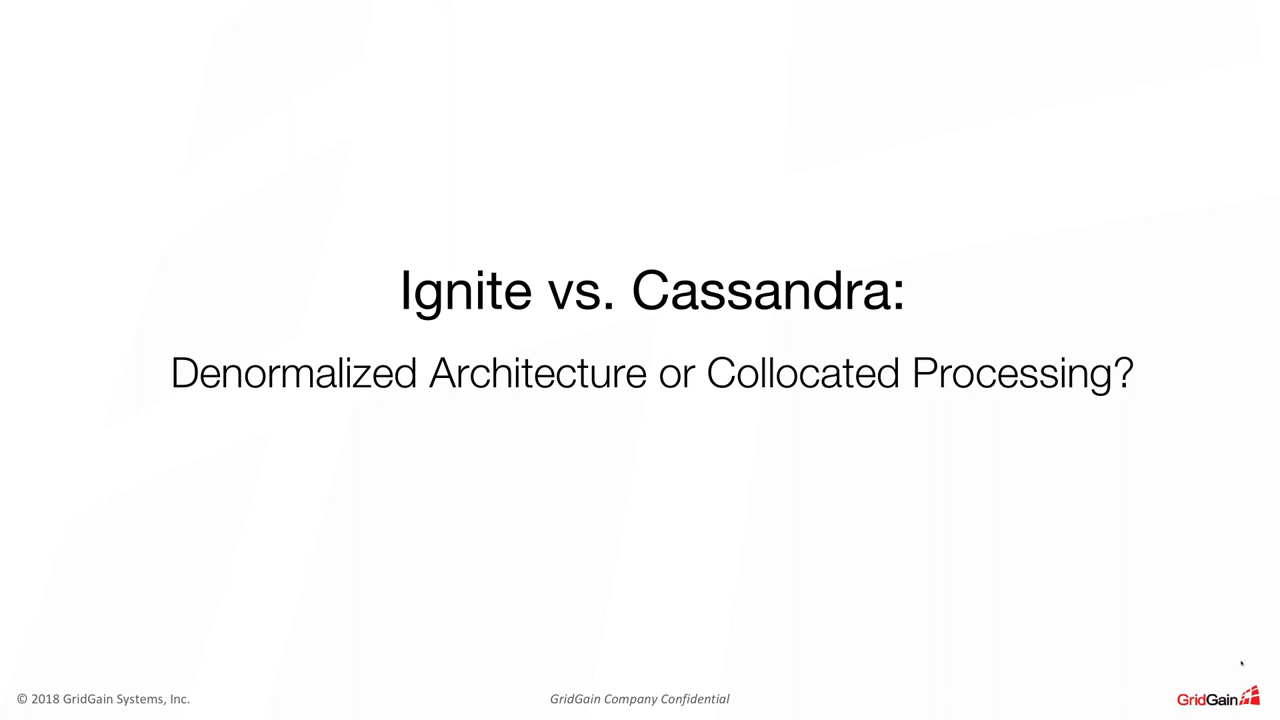 Ignite vs. Cassandra:
Denormalized Architecture or Collocated Processing?
© 2018 GridGain Systems, Inc.
GridGain Company Confidential
GridGain